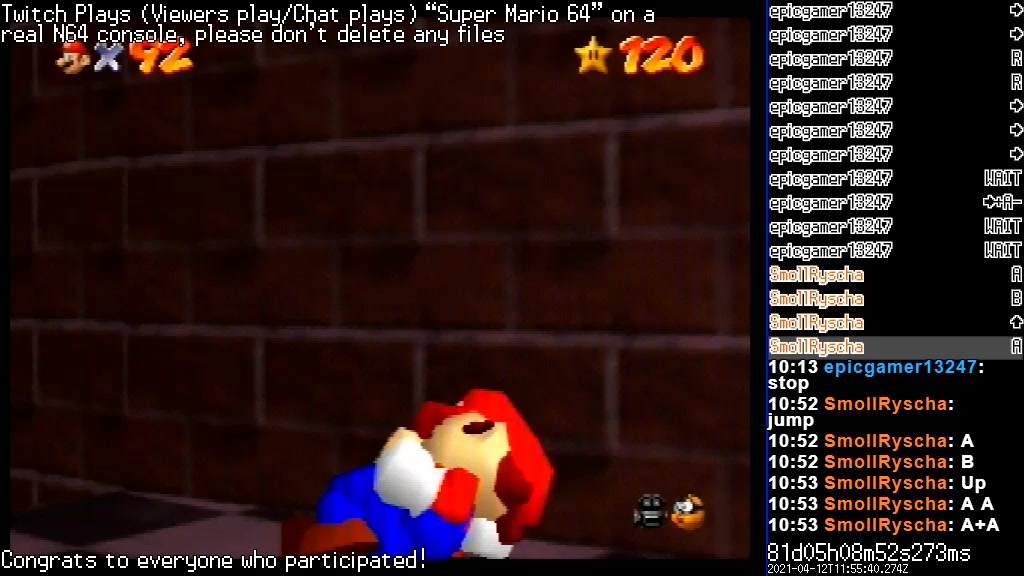 Twitch Plays (Viewers play/Chat plays) “Super Mario 64” on a
real N64 console, please don’t delete any files
92
120
Congrats to everyone who participated!
epicgamer13247
epicgamer13247
epicgamer13247 R
epicgamer13247 R
epicgamer13247
epicgamer13247
epicgamer13247
epicgamer13247 WAIT
epicgamer13247 ➩+A-
epicgamer13247 WAIT
epicgamer13247 WAIT
SmollRyscha A
SmollRyscha B
SmollRyscha
SmollRyscha A
10:13 epicgamer13247:
stop
10:52 SmollRyscha:
jump
10:52 SmollRyscha: A
10:52 SmollRyscha: B
10:53 SmollRyscha: Up
10:53 SmollRyscha: A A
10:53 SmollRyscha: A+A
81d05h08m52s273ms
2021-04-12T11:55:40.274Z